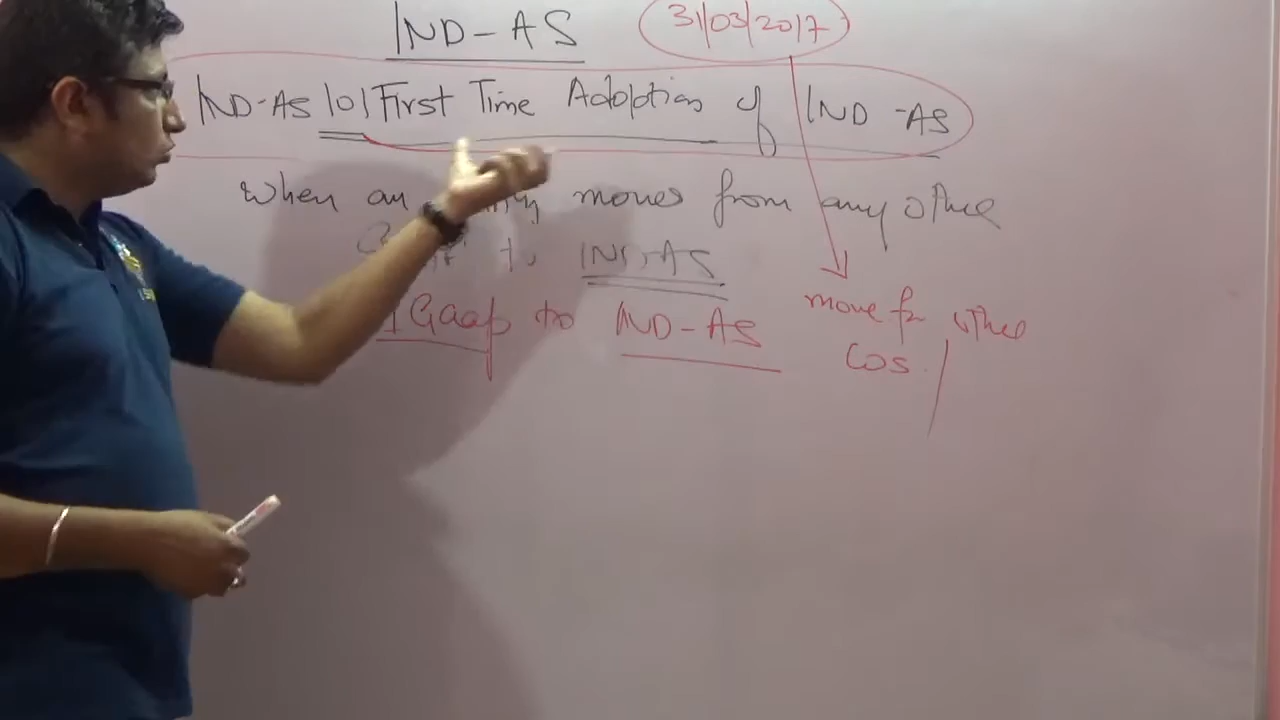 IND-AS
31/03/2017
IND-AS 101 First Time Adoption of IND-AS
when an moves from any other
to IND-AS
IGaap to IND-AS
move for other
Cos.